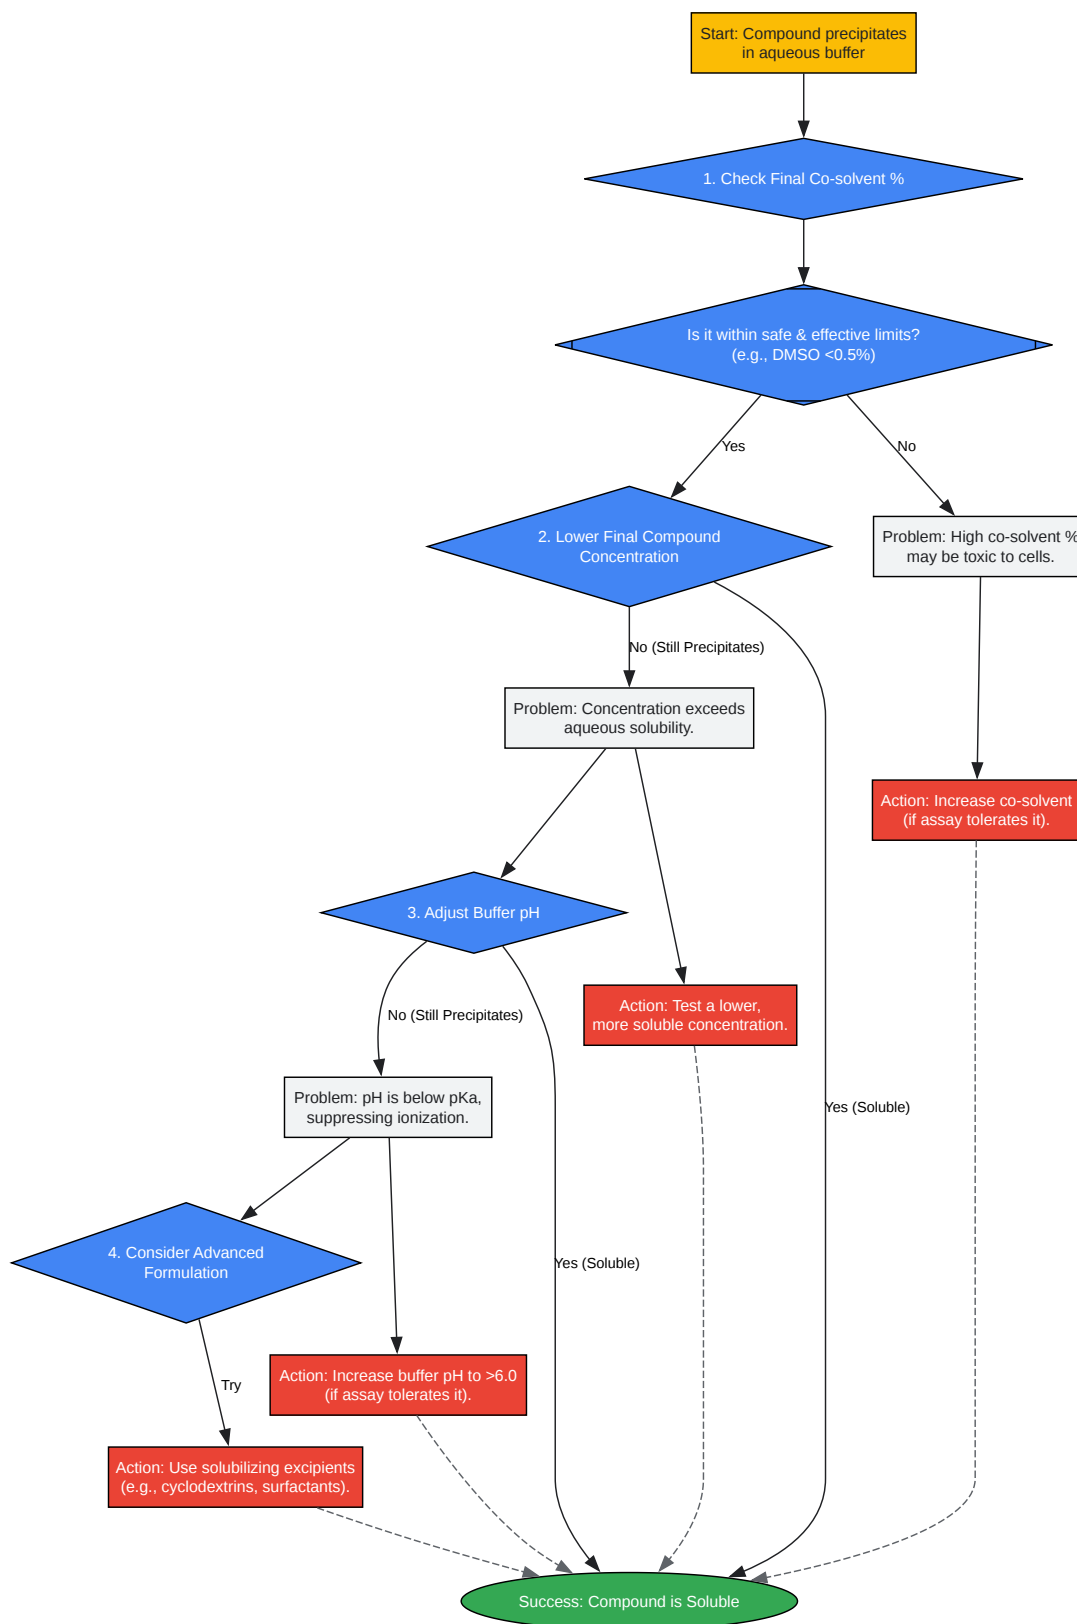 Start: Compound precipitates
in aqueous buffer
1. Check Final Co-solvent %
Is it within safe & effective limits?
(e.g., DMSO <0.5%)
Yes
No
2. Lower Final Compound
Concentration
Problem: High co-solvent %
may be toxic to cells.
No (Still Precipitates)
Problem: Concentration exceeds
aqueous solubility.
Action: Increase co-solvent
(if assay tolerates it).
3. Adjust Buffer pH
Action: Test a lower,
more soluble concentration.
No (Still Precipitates)
Problem: pH is below pKa,
suppressing ionization.
Yes (Soluble)
4. Consider Advanced
Formulation
Yes (Soluble)
Try
Action: Increase buffer pH to >6.0
(if assay tolerates it).
Action: Use solubilizing excipients
(e.g., cyclodextrins, surfactants).
Success: Compound is Soluble